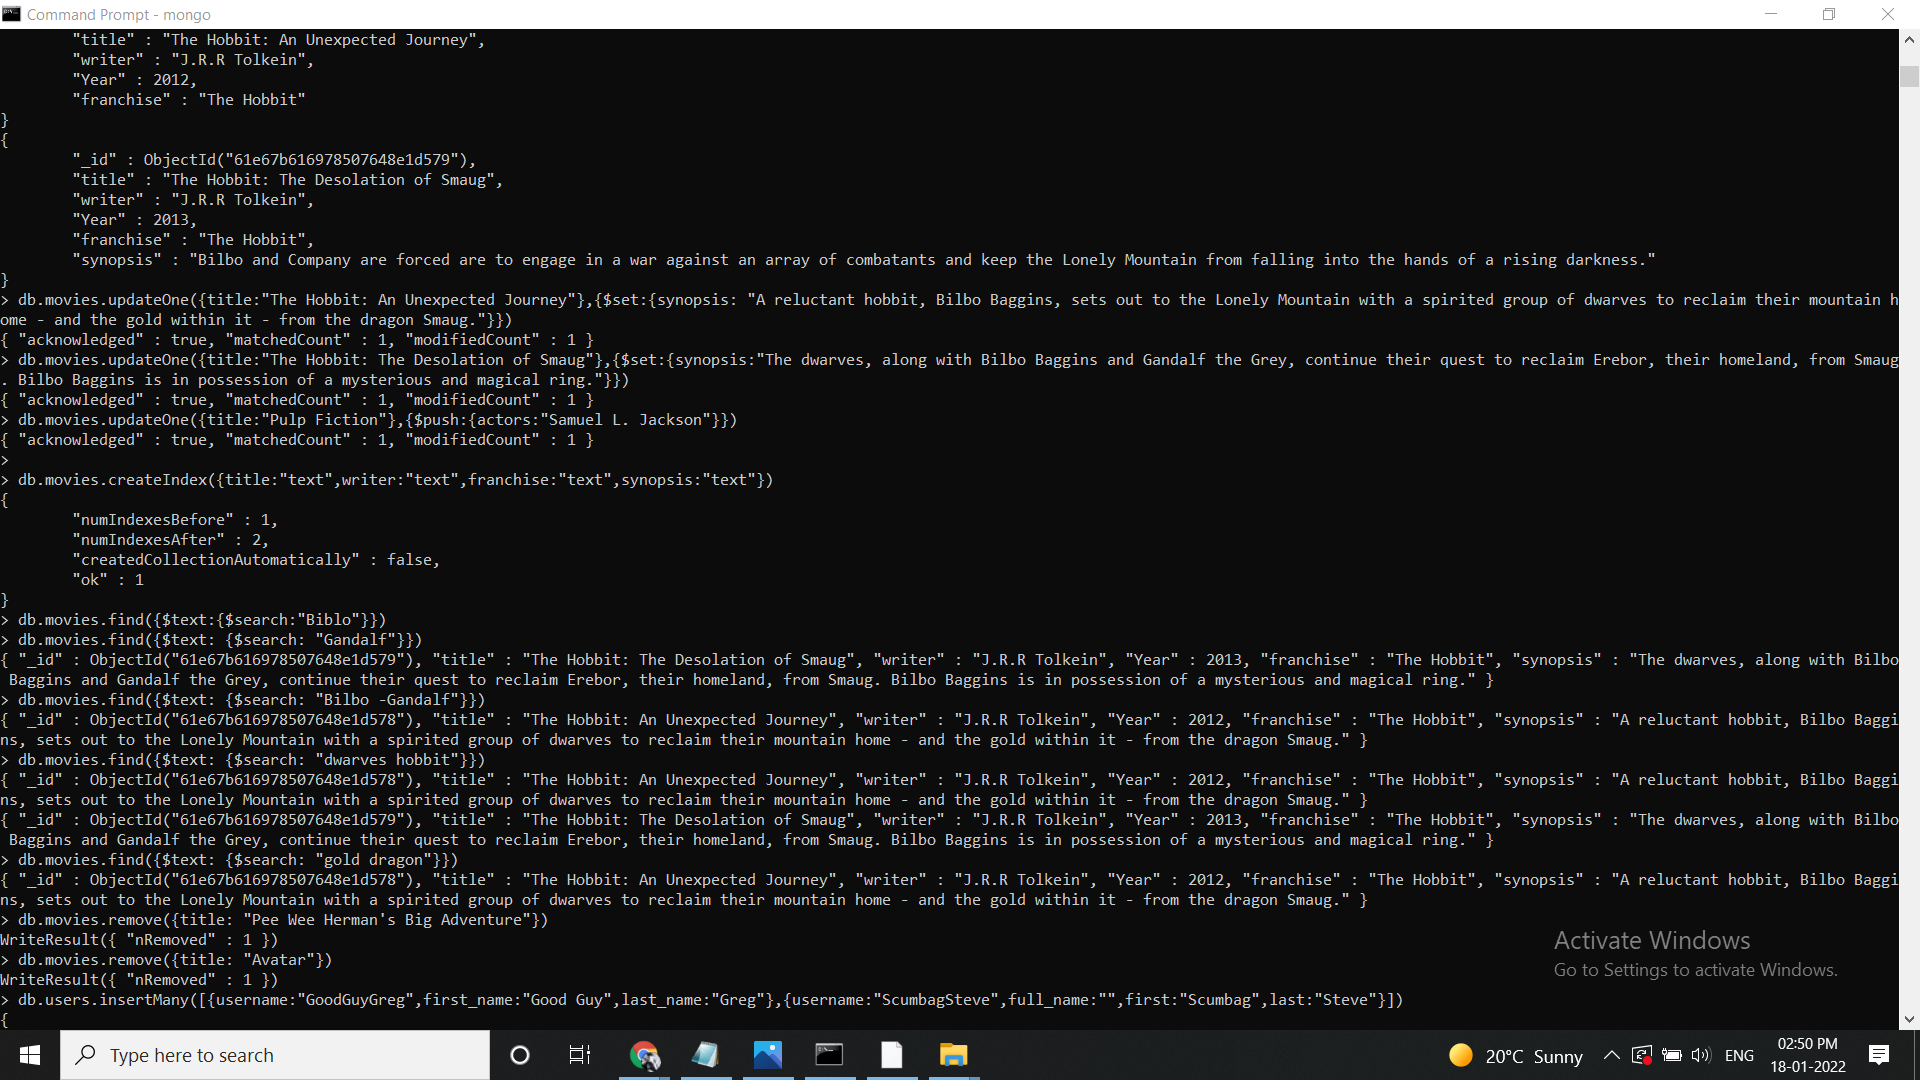 Command Prompt - mongo
"title" : "The Hobbit: An Unexpected Journey",
"writer" : "J.R.R Tolkein",
"Year" : 2012,
"franchise" : "The Hobbit"
}
{
"_id" : ObjectId("61e67b616978507648e1d579"),
"title" : "The Hobbit: The Desolation of Smaug",
"writer" : "J.R.R Tolkein",
"Year" : 2013,
"franchise" : "The Hobbit",
"synopsis" : "Bilbo and Company are forced are to engage in a war against an array of combatants and keep the Lonely Mountain from falling into the hands of a rising darkness."
}
> db.movies.updateOne({title:"The Hobbit: An Unexpected Journey"},{$set:{synopsis: "A reluctant hobbit, Bilbo Baggins, sets out to the Lonely Mountain with a spirited group of dwarves to reclaim their mountain h
ome - and the gold within it - from the dragon Smaug."}})
{ "acknowledged" : true, "matchedCount" : 1, "modifiedCount" : 1 }
> db.movies.updateOne({title:"The Hobbit: The Desolation of Smaug"},{$set:{synopsis:"The dwarves, along with Bilbo Baggins and Gandalf the Grey, continue their quest to reclaim Erebor, their homeland, from Smaug
. Bilbo Baggins is in possession of a mysterious and magical ring."}})
{ "acknowledged" : true, "matchedCount" : 1, "modifiedCount" : 1 }
> db.movies.updateOne({title:"Pulp Fiction"},{$push:{actors:"Samuel L. Jackson"}})
{ "acknowledged" : true, "matchedCount" : 1, "modifiedCount" : 1 }
>
> db.movies.createIndex({title:"text",writer:"text",franchise:"text",synopsis:"text"})
{
"numIndexesBefore" : 1,
"numIndexesAfter" : 2,
"createdCollectionAutomatically" : false,
"ok" : 1
}
> db.movies.find({$text:{$search:"Biblo"}})
> db.movies.find({$text: {$search: "Gandalf"}})
{ "_id" : ObjectId("61e67b616978507648e1d579"), "title" : "The Hobbit: The Desolation of Smaug", "writer" : "J.R.R Tolkein", "Year" : 2013, "franchise" : "The Hobbit", "synopsis" : "The dwarves, along with Bilbo
Baggins and Gandalf the Grey, continue their quest to reclaim Erebor, their homeland, from Smaug. Bilbo Baggins is in possession of a mysterious and magical ring." }
> db.movies.find({$text: {$search: "Bilbo -Gandalf"}})
{ "_id" : ObjectId("61e67b616978507648e1d578"), "title" : "The Hobbit: An Unexpected Journey", "writer" : "J.R.R Tolkein", "Year" : 2012, "franchise" : "The Hobbit", "synopsis" : "A reluctant hobbit, Bilbo Baggi
ns, sets out to the Lonely Mountain with a spirited group of dwarves to reclaim their mountain home - and the gold within it - from the dragon Smaug." }
> db.movies.find({$text: {$search: "dwarves hobbit"}})
{ "_id" : ObjectId("61e67b616978507648e1d578"), "title" : "The Hobbit: An Unexpected Journey", "writer" : "J.R.R Tolkein", "Year" : 2012, "franchise" : "The Hobbit", "synopsis" : "A reluctant hobbit, Bilbo Baggi
ns, sets out to the Lonely Mountain with a spirited group of dwarves to reclaim their mountain home - and the gold within it - from the dragon Smaug." }
{ "_id" : ObjectId("61e67b616978507648e1d579"), "title" : "The Hobbit: The Desolation of Smaug", "writer" : "J.R.R Tolkein", "Year" : 2013, "franchise" : "The Hobbit", "synopsis" : "The dwarves, along with Bilbo
Baggins and Gandalf the Grey, continue their quest to reclaim Erebor, their homeland, from Smaug. Bilbo Baggins is in possession of a mysterious and magical ring." }
> db.movies.find({$text: {$search: "gold dragon"}})
{ "_id" : ObjectId("61e67b616978507648e1d578"), "title" : "The Hobbit: An Unexpected Journey", "writer" : "J.R.R Tolkein", "Year" : 2012, "franchise" : "The Hobbit", "synopsis" : "A reluctant hobbit, Bilbo Baggi
ns, sets out to the Lonely Mountain with a spirited group of dwarves to reclaim their mountain home - and the gold within it - from the dragon Smaug." }
> db.movies.remove({title: "Pee Wee Herman's Big Adventure"})
WriteResult({ "nRemoved" : 1 })
> db.movies.remove({title: "Avatar"})
WriteResult({ "nRemoved" : 1 })
> db.users.insertMany([{username:"GoodGuyGreg",first_name:"Good Guy",last_name:"Greg"},{username:"ScumbagSteve",full_name:"",first:"Scumbag",last:"Steve"}])
{
Activate Windows
Go to Settings to activate Windows.
Type here to search
20°C Sunny
ENG
02:50 PM
18-01-2022